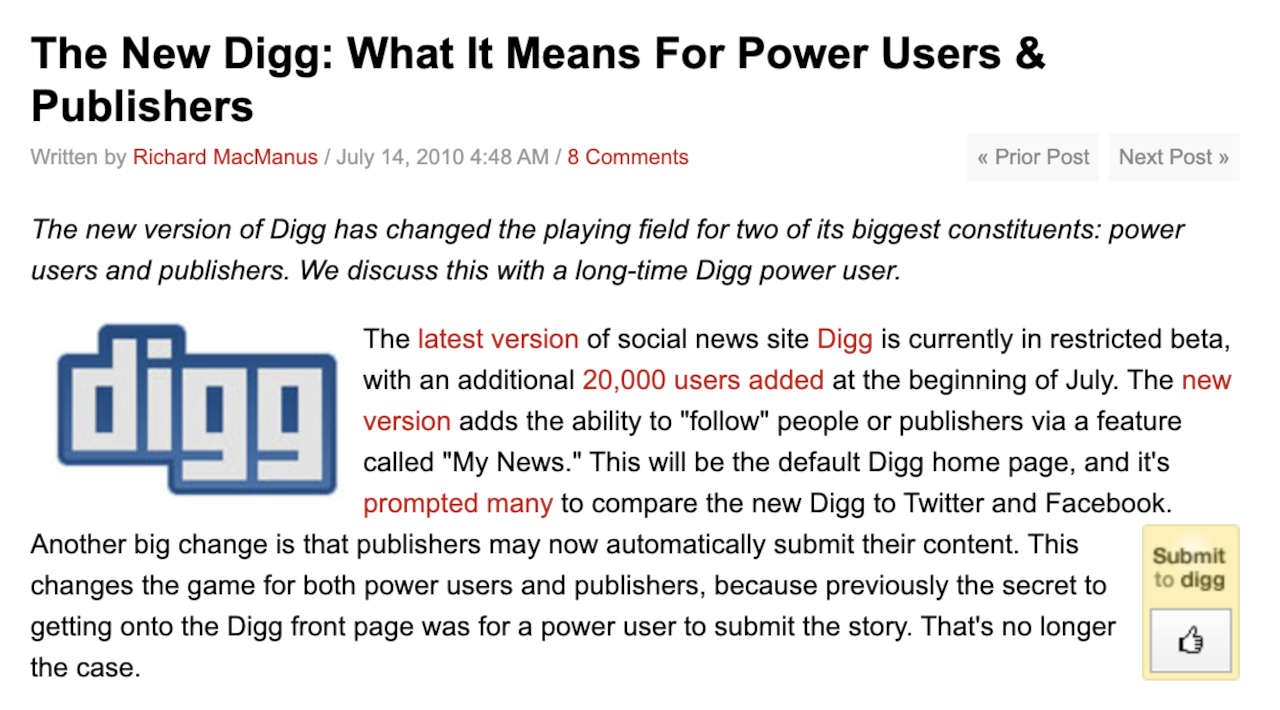 The New Digg: What It Means For Power Users &
Publishers
Written by Richard MacManus / July 14, 2010 4:48 AM / 8 Comments
« Prior Post
Next Post »
The new version of Digg has changed the playing field for two of its biggest constituents: power
users and publishers. We discuss this with a long-time Digg power user.
digg
The latest version of social news site Digg is currently in restricted beta,
with an additional 20,000 users added at the beginning of July. The new
version adds the ability to "follow" people or publishers via a feature
called "My News." This will be the default Digg home page, and it's
prompted many to compare the new Digg to Twitter and Facebook.
Another big change is that publishers may now automatically submit their content. This
changes the game for both power users and publishers, because previously the secret to
getting onto the Digg front page was for a power user to submit the story. That's no longer
the case.
Submit
to digg